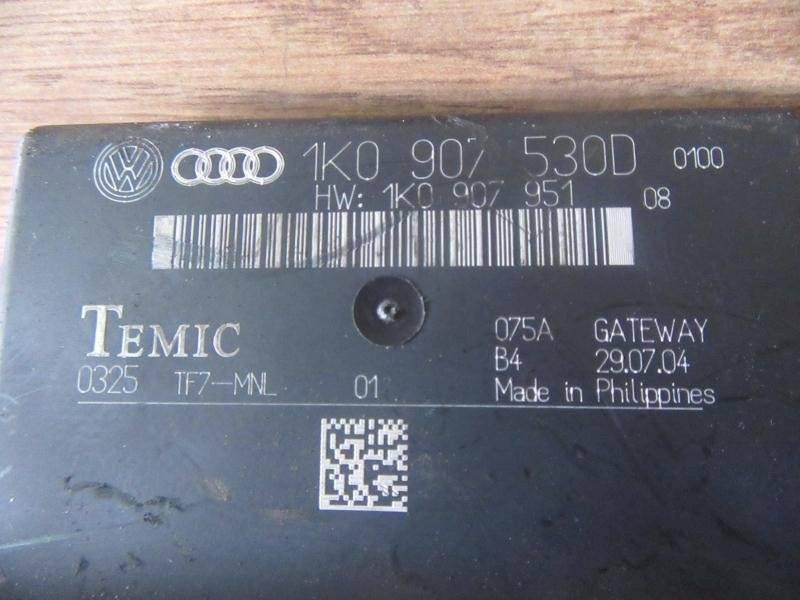 1K0 907 530D 0100
HW: 1K0 907 951 08
TEMIC 075A GATEWAY
B4 29.07.04
0325 TF7-MNL 01 Made in Philippines